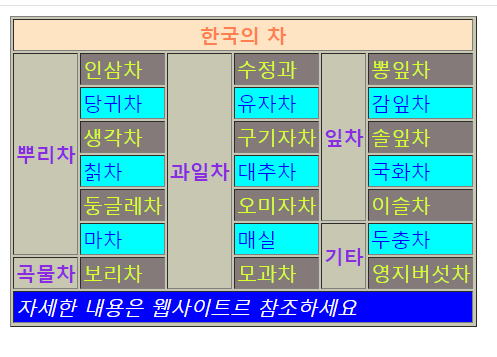 한국의 차
뿌리차 인삼차 과일차 수정과 잎차 뽕잎차
당귀차 유자차 감잎차
생각차 구기자차 솔잎차
칡차 대추차 국화차
둥글레차 오미자차 이슬차
마차 매실 기타 두충차
곡물차 보리차 모과차 영지버섯차
자세한 내용은 웹사이트르 참조하세요